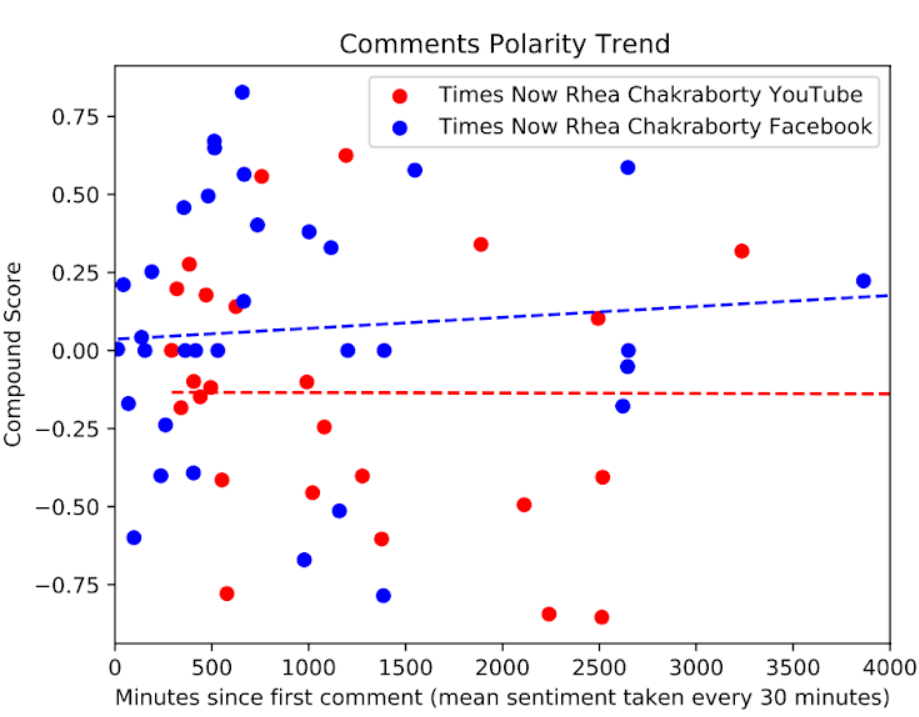 Comments Polarity Trend
Times Now Rhea Chakraborty YouTube
Times Now Rhea Chakraborty Facebook
Compound Score
0.75
0.50
0.25
0.00
−0.25
−0.50
−0.75
0 500 1000 1500 2000 2500 3000 3500 4000
Minutes since first comment (mean sentiment taken every 30 minutes)